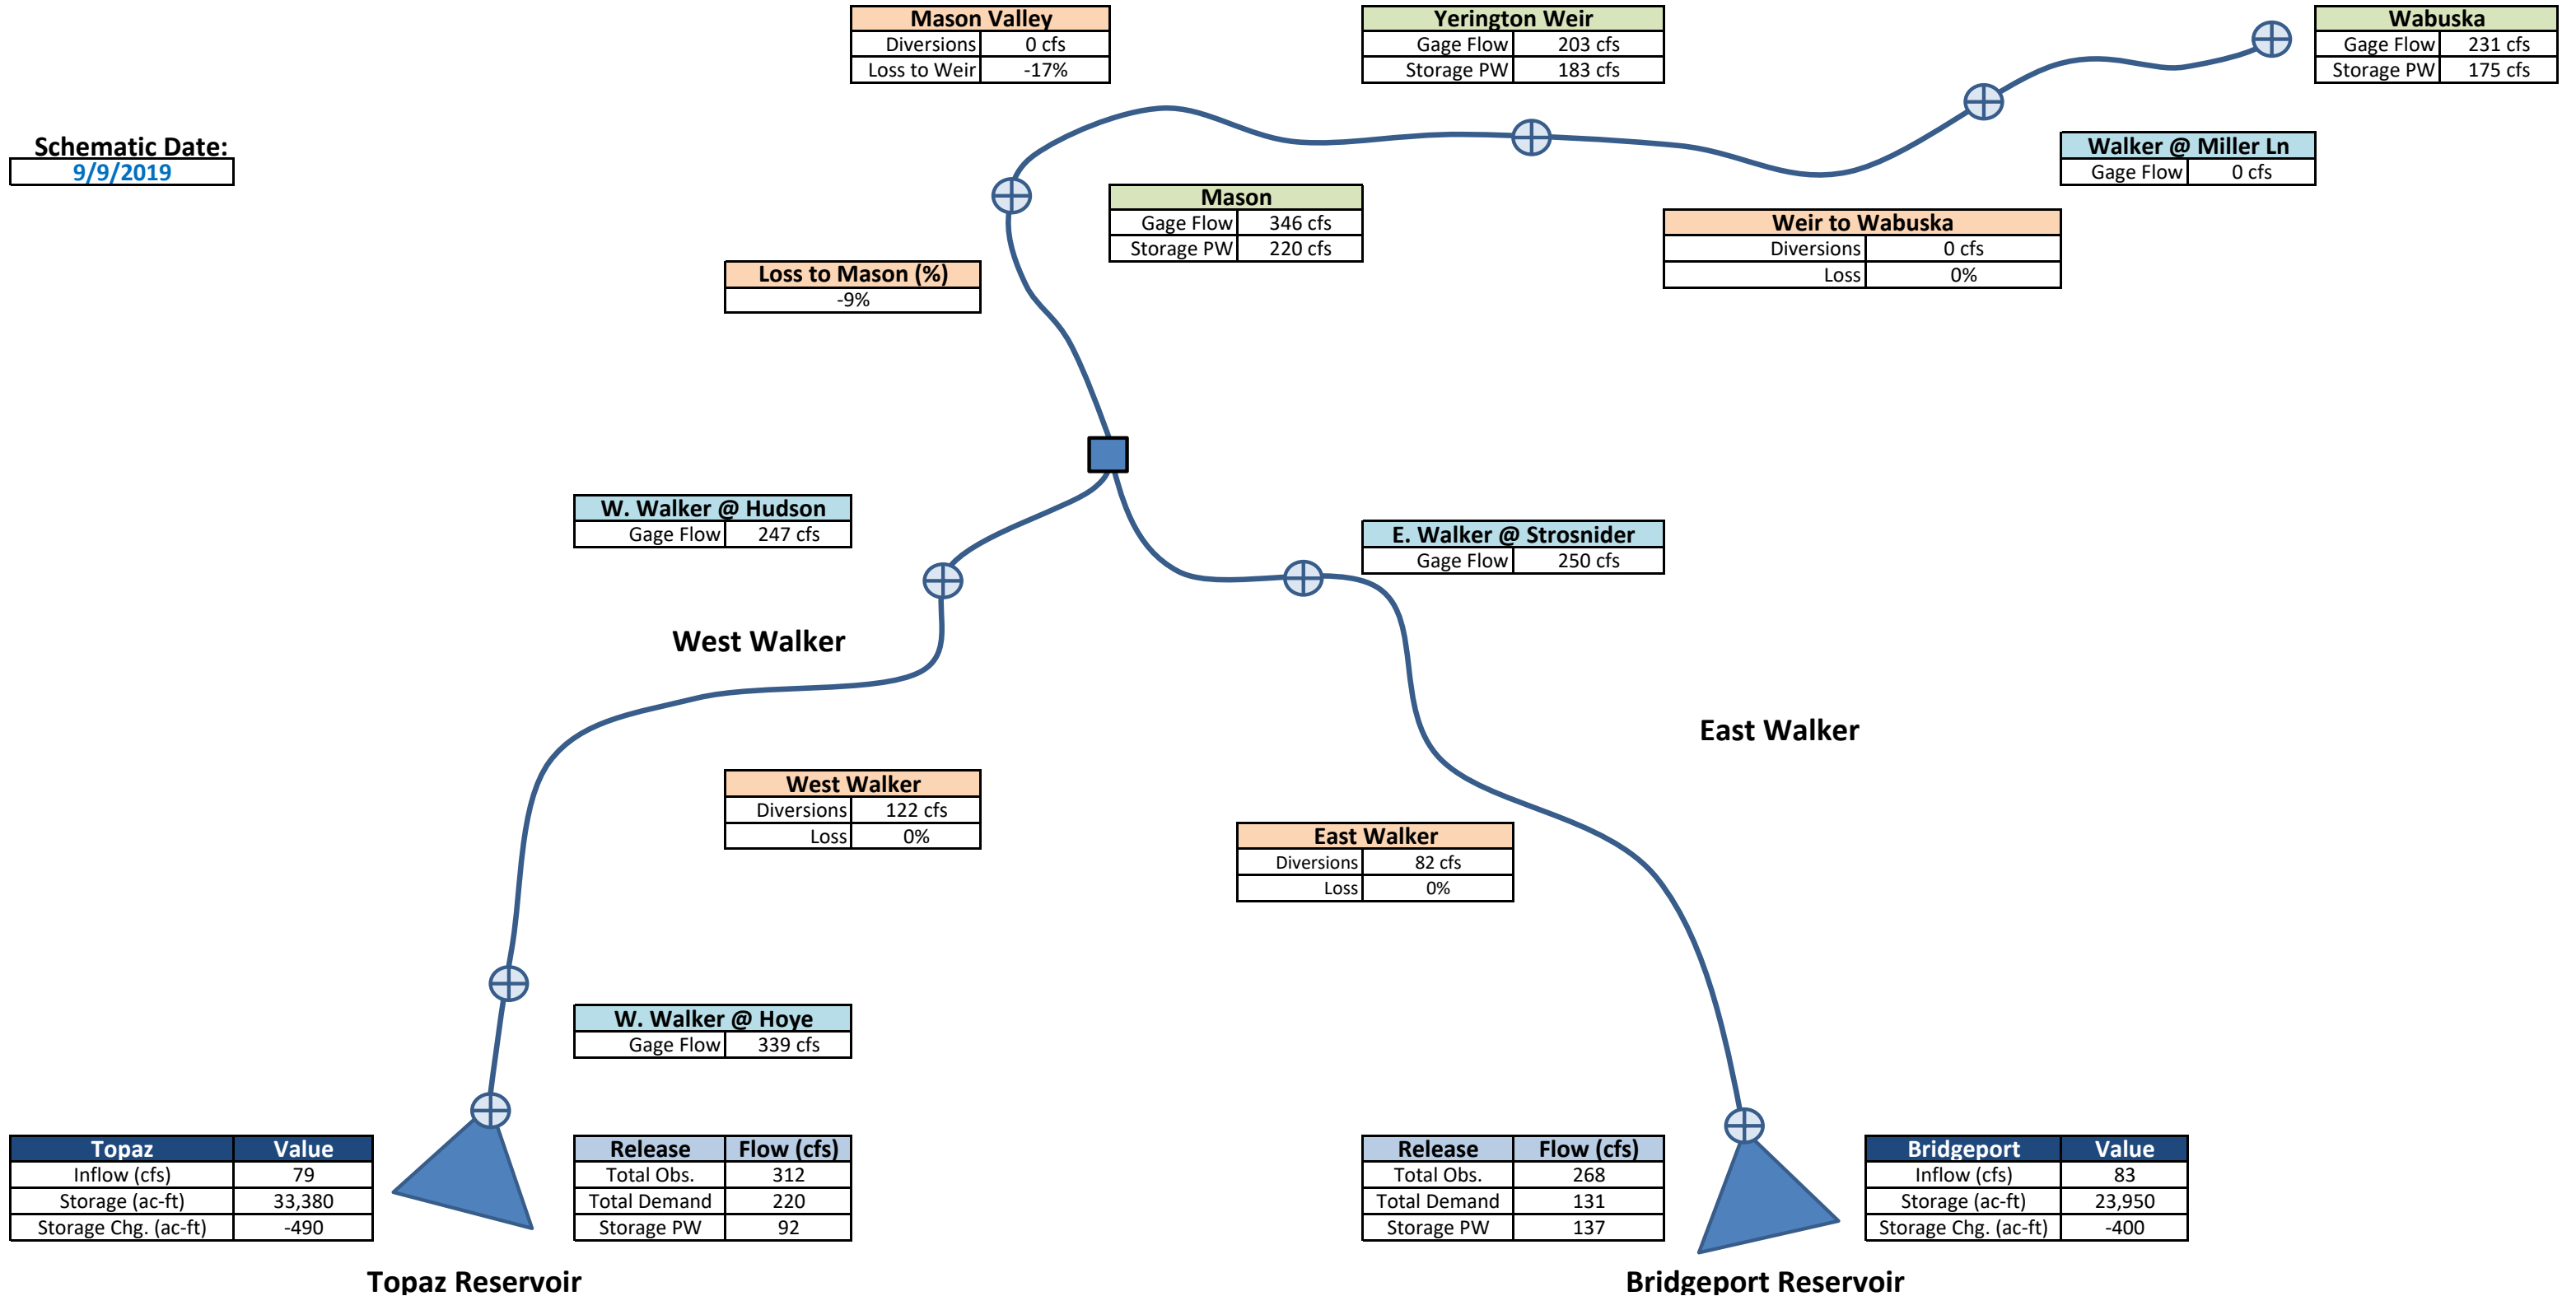 Mason Valley
Diversions 0 cfs
Loss to Weir -17%
Yerington Weir
Gage Flow 203 cfs
Storage PW 183 cfs
Wabuska
Gage Flow 231 cfs
Storage PW 175 cfs
Schematic Date:
9/9/2019
Walker @ Miller Ln
Gage Flow 0 cfs
Mason
Gage Flow 346 cfs
Storage PW 220 cfs
Weir to Wabuska
Diversions 0 cfs
Loss 0%
Loss to Mason (%)
-9%
W. Walker @ Hudson
Gage Flow 247 cfs
E. Walker @ Strosnider
Gage Flow 250 cfs
West Walker
East Walker
West Walker
Diversions 122 cfs
Loss 0%
East Walker
Diversions 82 cfs
Loss 0%
W. Walker @ Hoye
Gage Flow 339 cfs
Topaz Value
Inflow (cfs) 79
Storage (ac-ft) 33,380
Storage Chg. (ac-ft) -490
Release Flow (cfs)
Total Obs. 312
Total Demand 220
Storage PW 92
Release Flow (cfs)
Total Obs. 268
Total Demand 131
Storage PW 137
Bridgeport Value
Inflow (cfs) 83
Storage (ac-ft) 23,950
Storage Chg. (ac-ft) -400
Topaz Reservoir
Bridgeport Reservoir